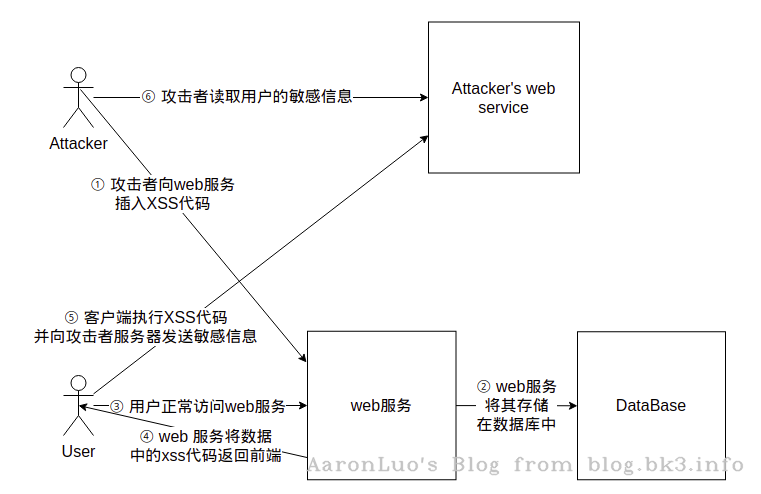 ⑥ 攻击者读取用户的敏感信息
Attacker's web
service
Attacker
① 攻击者向web服务
插入XSS代码
⑤ 客户端执行XSS代码
并向攻击者服务器发送敏感信息
③ 用户正常访问web服务
web服务
② web服务
将其存储
在数据库中
DataBase
④ web 服务将数据
中的xss代码返回前端
User
AaronLuo's Blog from blog.bk3.info